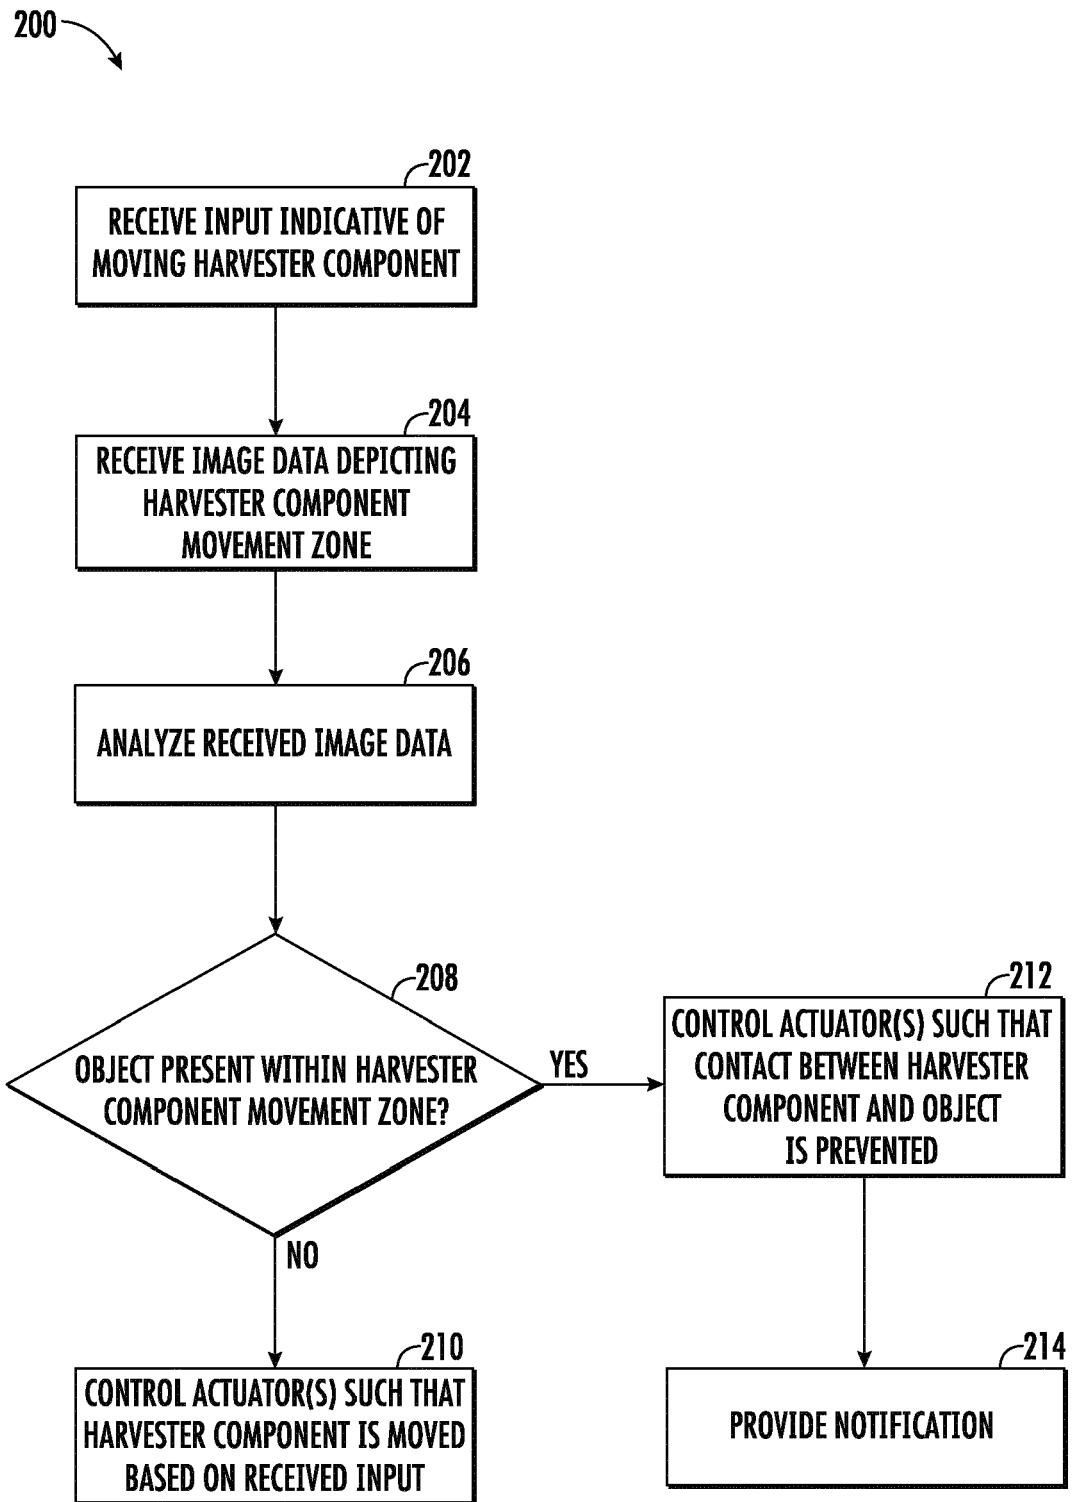 200
202
RECEIVE INPUT INDICATIVE OF
MOVING HARVESTER COMPONENT
204
RECEIVE IMAGE DATA DEPICTING
HARVESTER COMPONENT
MOVEMENT ZONE
206
ANALYZE RECEIVED IMAGE DATA
208
OBJECT PRESENT WITHIN HARVESTER
COMPONENT MOVEMENT ZONE?
YES
NO
212
CONTROL ACTUATOR(S) SUCH THAT
CONTACT BETWEEN HARVESTER
COMPONENT AND OBJECT
IS PREVENTED
210
CONTROL ACTUATOR(S) SUCH THAT
HARVESTER COMPONENT IS MOVED
BASED ON RECEIVED INPUT
214
PROVIDE NOTIFICATION